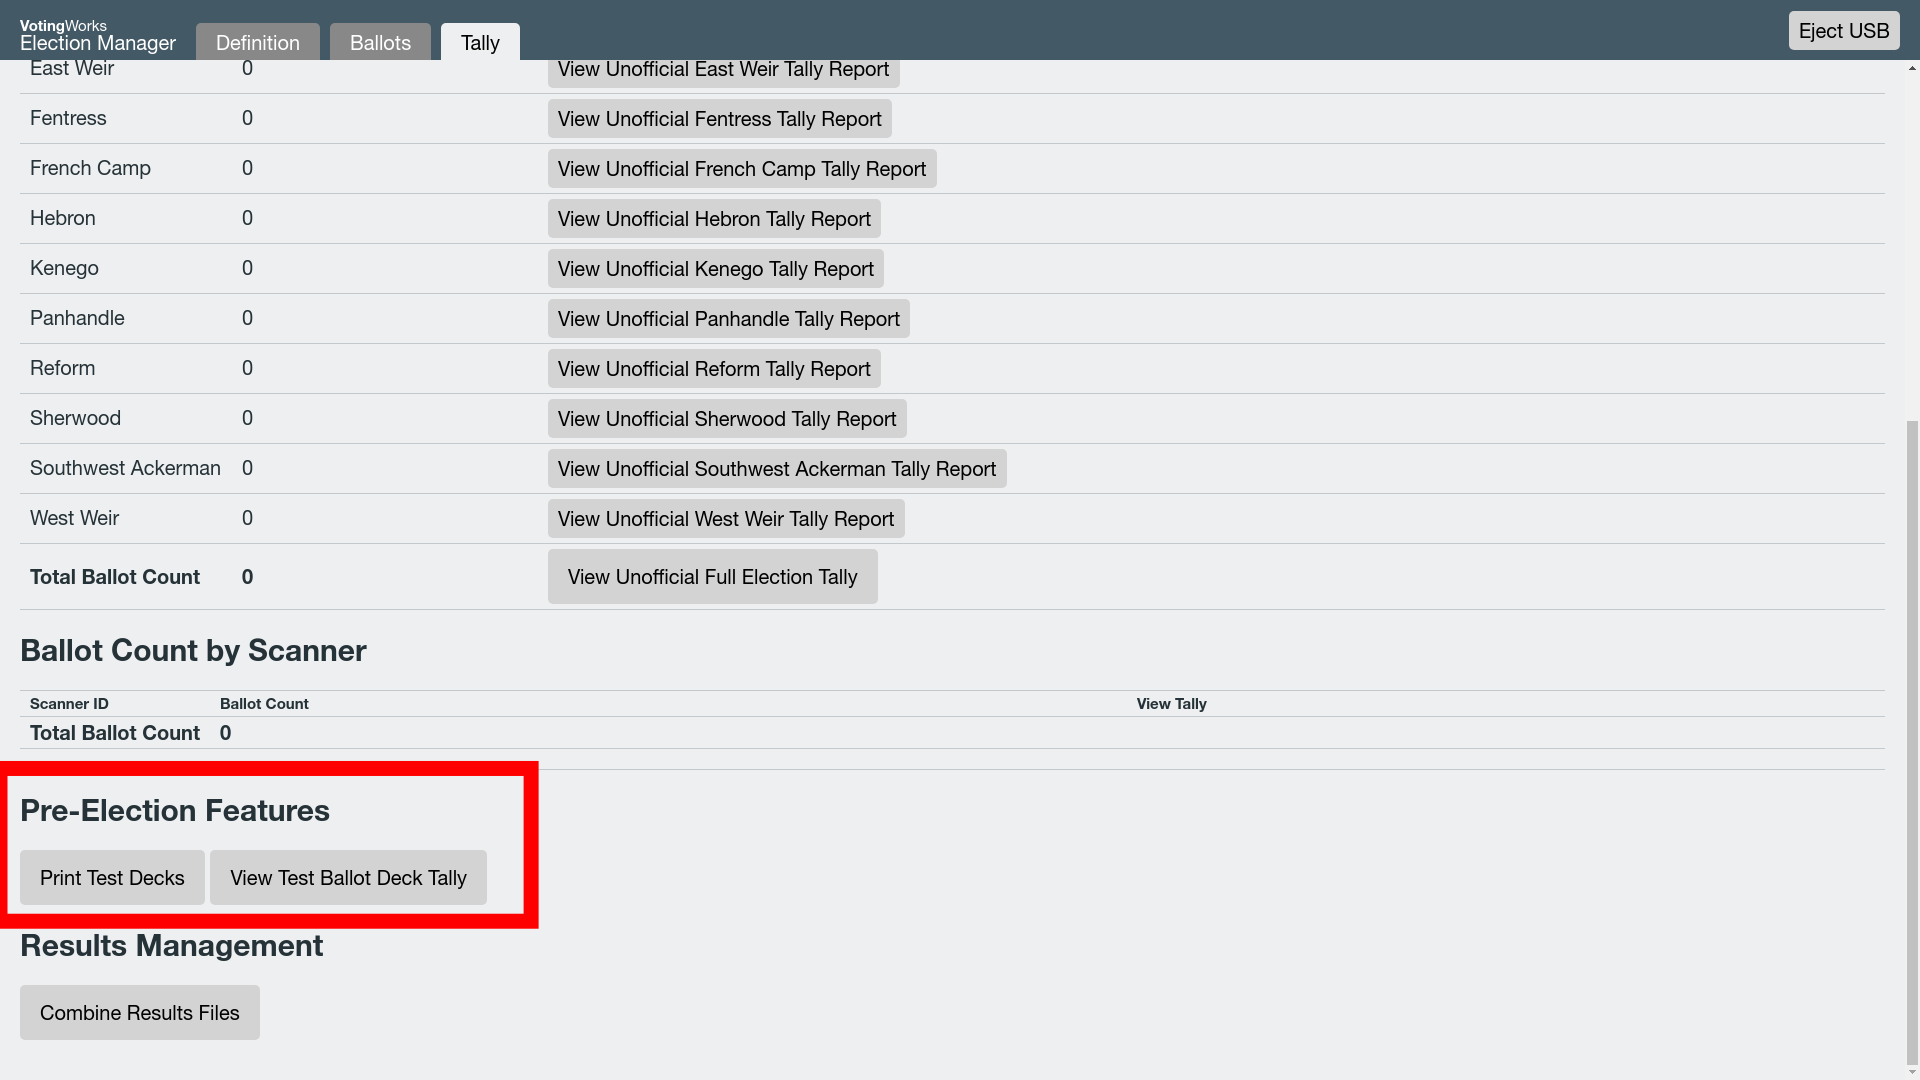 VotingWorks
Election Manager
Definition
Ballots
Tally
Eject USB
East Weir 0 View Unofficial East Weir Tally Report
Fentress 0 View Unofficial Fentress Tally Report
French Camp 0 View Unofficial French Camp Tally Report
Hebron 0 View Unofficial Hebron Tally Report
Kenego 0 View Unofficial Kenego Tally Report
Panhandle 0 View Unofficial Panhandle Tally Report
Reform 0 View Unofficial Reform Tally Report
Sherwood 0 View Unofficial Sherwood Tally Report
Southwest Ackerman 0 View Unofficial Southwest Ackerman Tally Report
West Weir 0 View Unofficial West Weir Tally Report
Total Ballot Count 0 View Unofficial Full Election Tally
Ballot Count by Scanner
Scanner ID Ballot Count View Tally
Total Ballot Count 0
Pre-Election Features
Print Test Decks View Test Ballot Deck Tally
Results Management
Combine Results Files